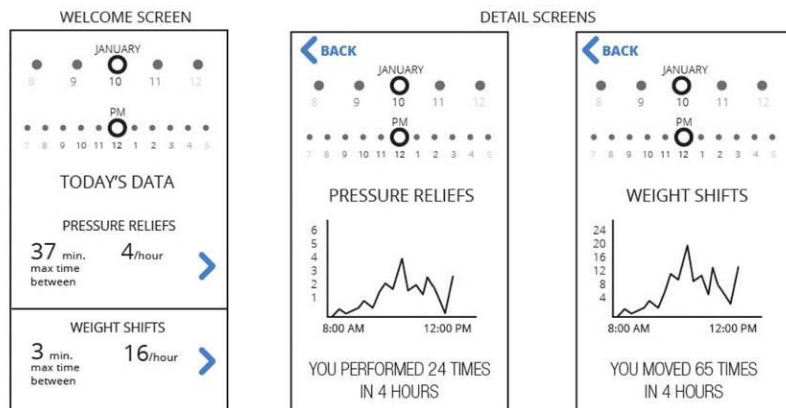 WELCOME SCREEN
JANUARY
8 9 10 11 12
PM
7 8 9 10 11 12 1 2 3 4 5
TODAY'S DATA
PRESSURE RELIEFS
37 min. 4/hour
max time
between
WEIGHT SHIFTS
3 min. 16/hour
max time
between
DETAIL SCREENS
BACK
JANUARY
8 9 10 11 12
PM
7 8 9 10 11 12 1 2 3 4 5
PRESSURE RELIEFS
6
5
4
3
2
1
8:00 AM 12:00 PM
YOU PERFORMED 24 TIMES
IN 4 HOURS
BACK
JANUARY
8 9 10 11 12
PM
7 8 9 10 11 12 1 2 3 4 5
WEIGHT SHIFTS
24
20
16
12
8
4
8:00 AM 12:00 PM
YOU MOVED 65 TIMES
IN 4 HOURS